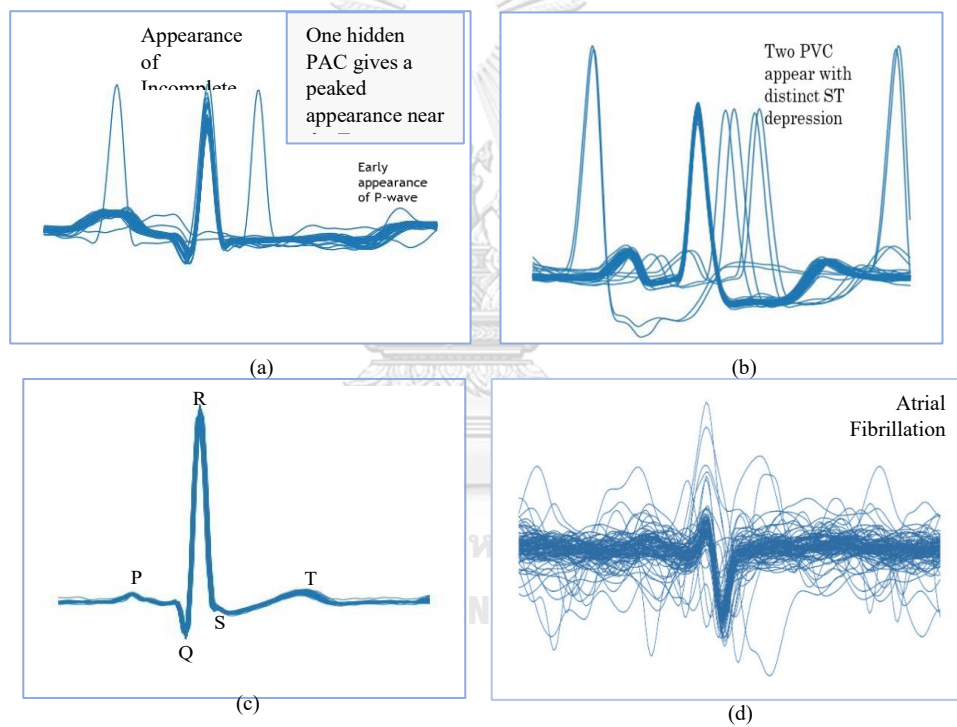 Appearance
of
Incomplete
One hidden
PAC gives a
peaked
appearance near
Early
appearance
of P-wave
(a)
Two PVC
appear with
distinct ST
depression
(b)
R
P
T
S
Q
(c)
Atrial
Fibrillation
(d)